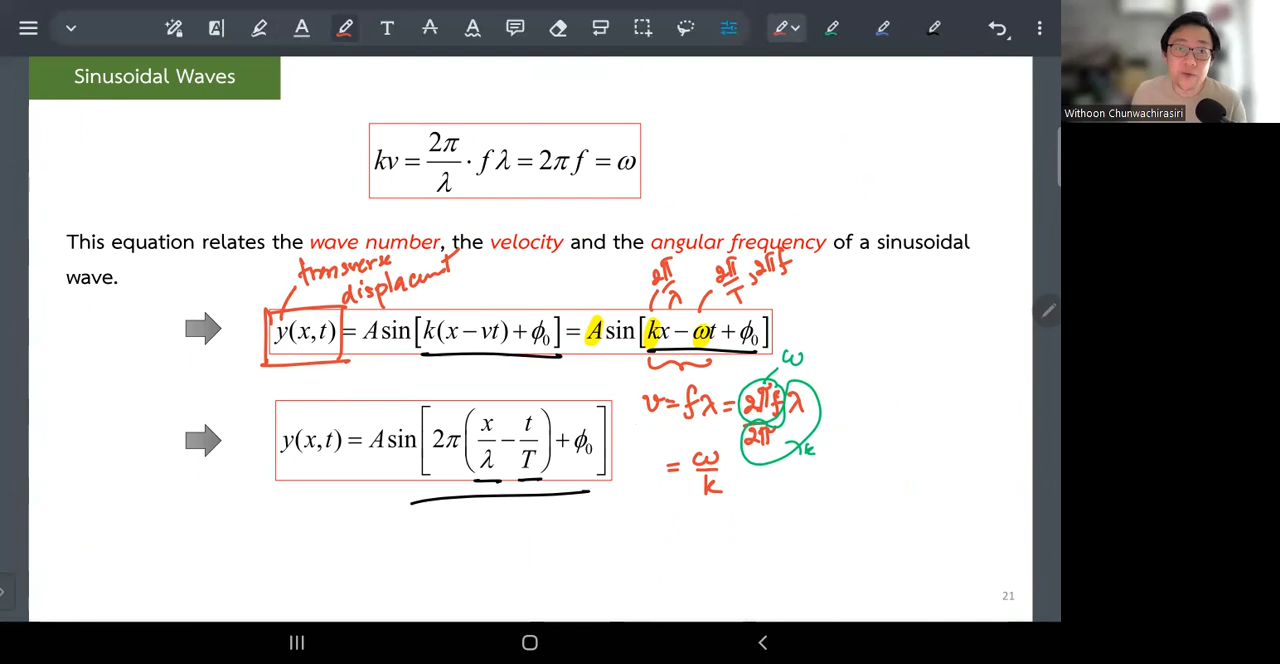 Sinusoidal Waves
Withoon Chunwachirasiri
kv = 2π/λ · fλ = 2πf = ω
This equation relates the wave number, the velocity and the angular frequency of a sinusoidal
wave.
transverse
displacement
2π/λ
2π/T, 2πf
y(x,t) = A sin[k(x − vt) + ϕ₀] = A sin[kx − ωt + ϕ₀]
ω
v = fλ = 2πf λ / 2π
k
= ω/k
y(x,t) = A sin[2π(x/λ − t/T) + ϕ₀]
21